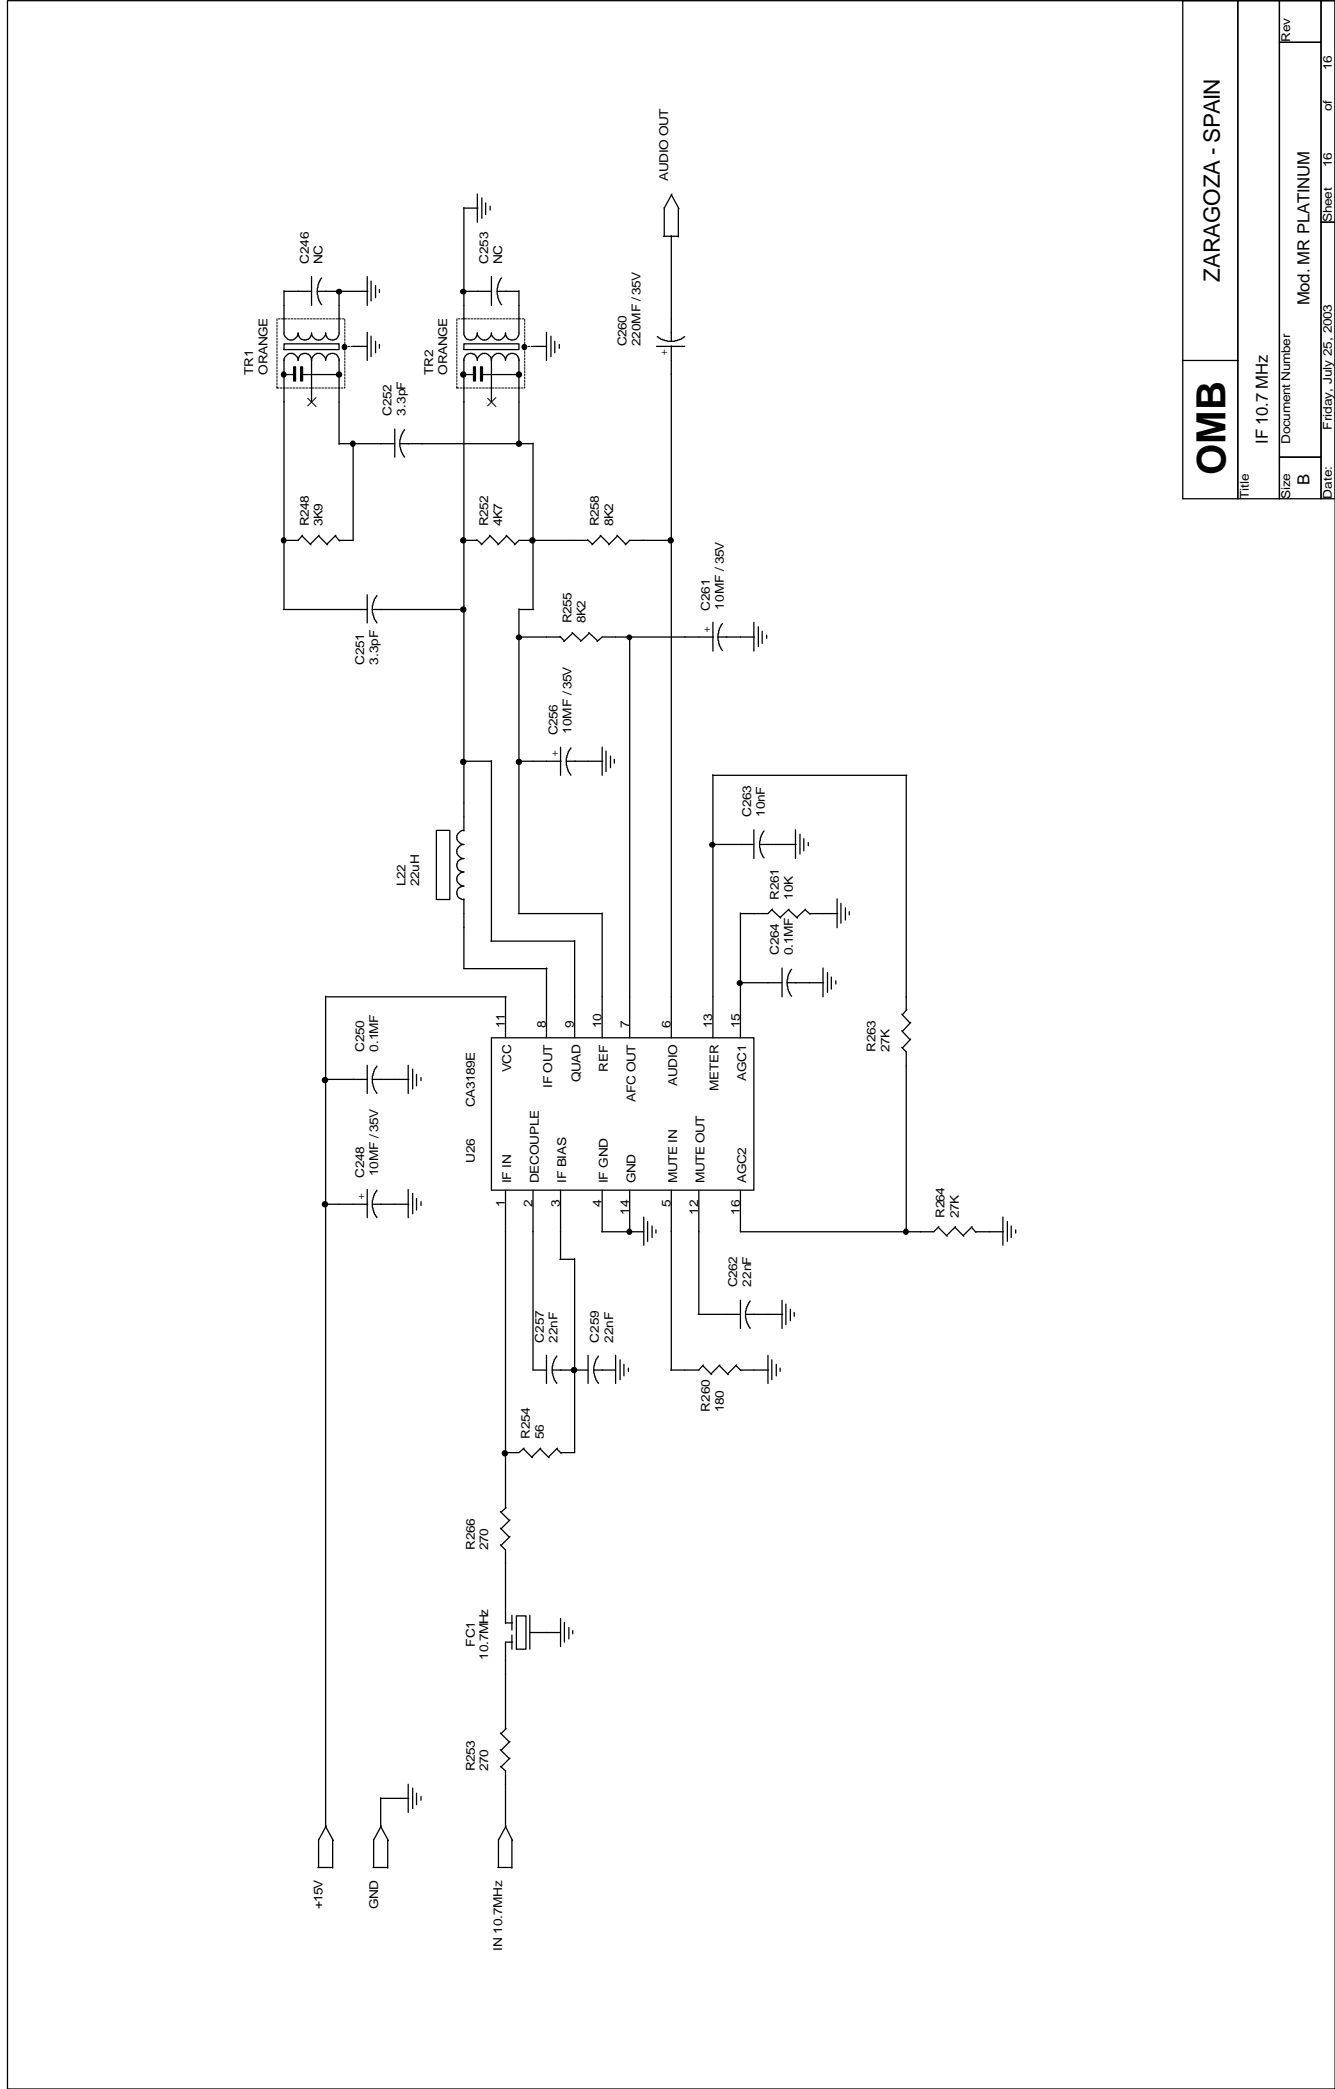 +15V
GND
IN 10.7MHz
R253
270
FC1
10.7MHz
R266
270
R254
56
C257
22nF
C259
22nF
R260
180
C262
22nF
R264
27K
R263
27K
C248
10MF / 35V
+
C250
0.1MF
U26
CA3189E
IF IN
DECOUPLE
IF BIAS
IF GND
GND
MUTE IN
MUTE OUT
AGC2
VCC
IF OUT
QUAD
REF
AFC OUT
AUDIO
METER
AGC1
1
2
3
4
14
5
12
16
11
8
9
10
7
6
13
15
C264
0.1MF
R261
10K
C263
10nF
L22
22uH
C256
10MF / 35V
+
R255
8K2
C261
10MF / 35V
+
C251
3.3pF
R248
3K9
R252
4K7
R258
8K2
C252
3.3pF
TR1
ORANGE
TR2
ORANGE
C246
NC
C253
NC
C260
220MF / 35V
+
AUDIO OUT
OMB
ZARAGOZA - SPAIN
Title
IF 10.7 MHz
Size
Document Number
Rev
B
Mod. MR PLATINUM
Date:
Friday, July 25, 2003
Sheet
16
of
16